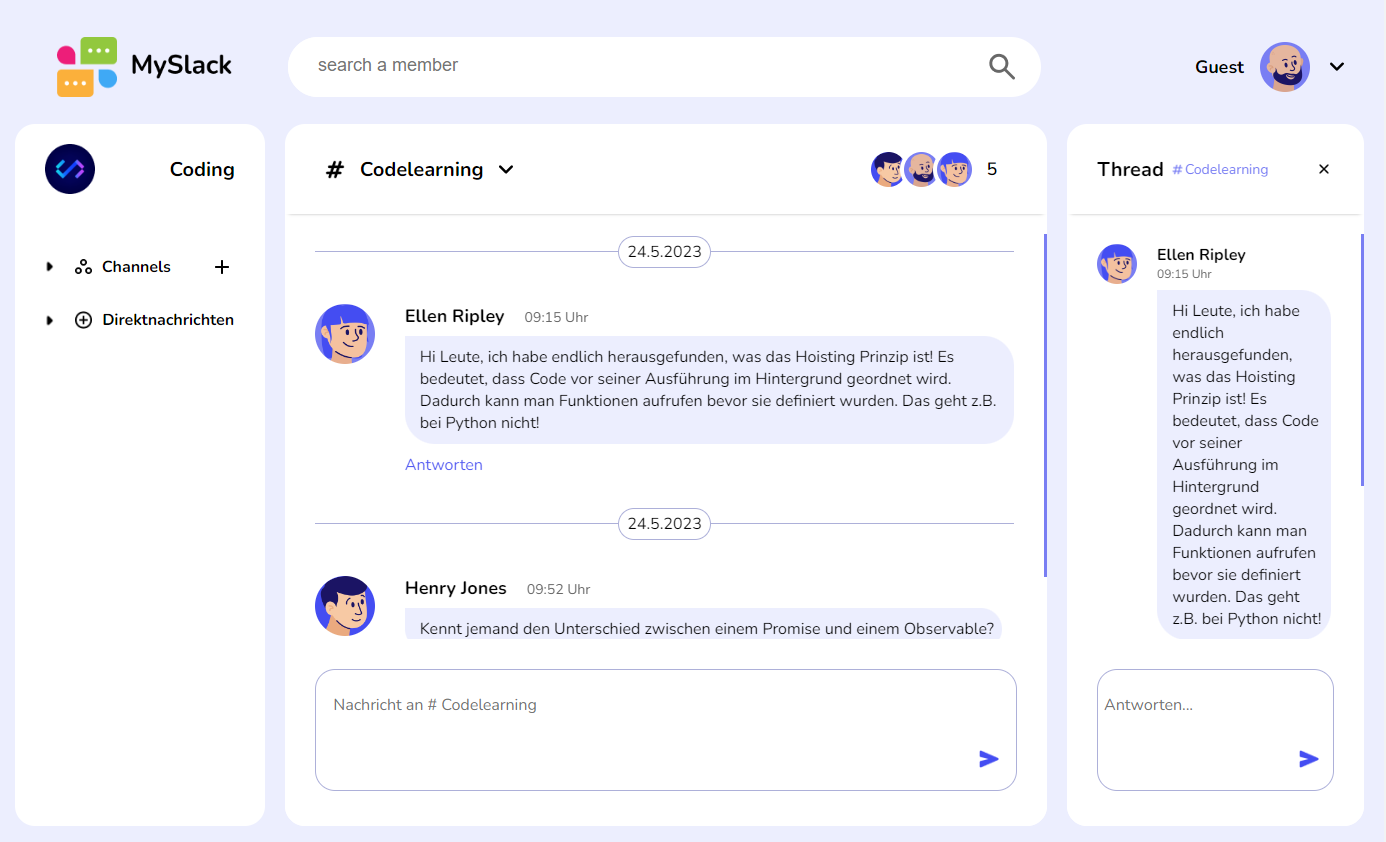 MySlack
search a member
Guest
Coding
Channels
Direktnachrichten
# Codelearning
5
24.5.2023
Ellen Ripley 09:15 Uhr
Hi Leute, ich habe endlich herausgefunden, was das Hoisting Prinzip ist! Es
bedeutet, dass Code vor seiner Ausführung im Hintergrund geordnet wird.
Dadurch kann man Funktionen aufrufen bevor sie definiert wurden. Das geht z.B.
bei Python nicht!
Antworten
24.5.2023
Henry Jones 09:52 Uhr
Kennt jemand den Unterschied zwischen einem Promise und einem Observable?
Nachricht an # Codelearning
Thread # Codelearning
Ellen Ripley
09:15 Uhr
Hi Leute, ich habe
endlich
herausgefunden,
was das Hoisting
Prinzip ist! Es
bedeutet, dass Code
vor seiner
Ausführung im
Hintergrund
geordnet wird.
Dadurch kann man
Funktionen aufrufen
bevor sie definiert
wurden. Das geht
z.B. bei Python nicht!
Antworten...